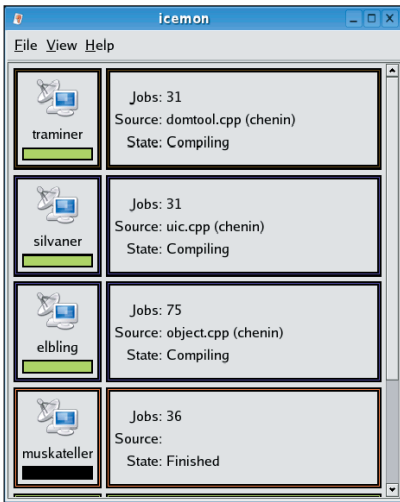 icemon
File View Help
traminer
Jobs: 31
Source: domtool.cpp (chenin)
State: Compiling
silvaner
Jobs: 31
Source: uic.cpp (chenin)
State: Compiling
elbling
Jobs: 75
Source: object.cpp (chenin)
State: Compiling
muskateller
Jobs: 36
Source:
State: Finished